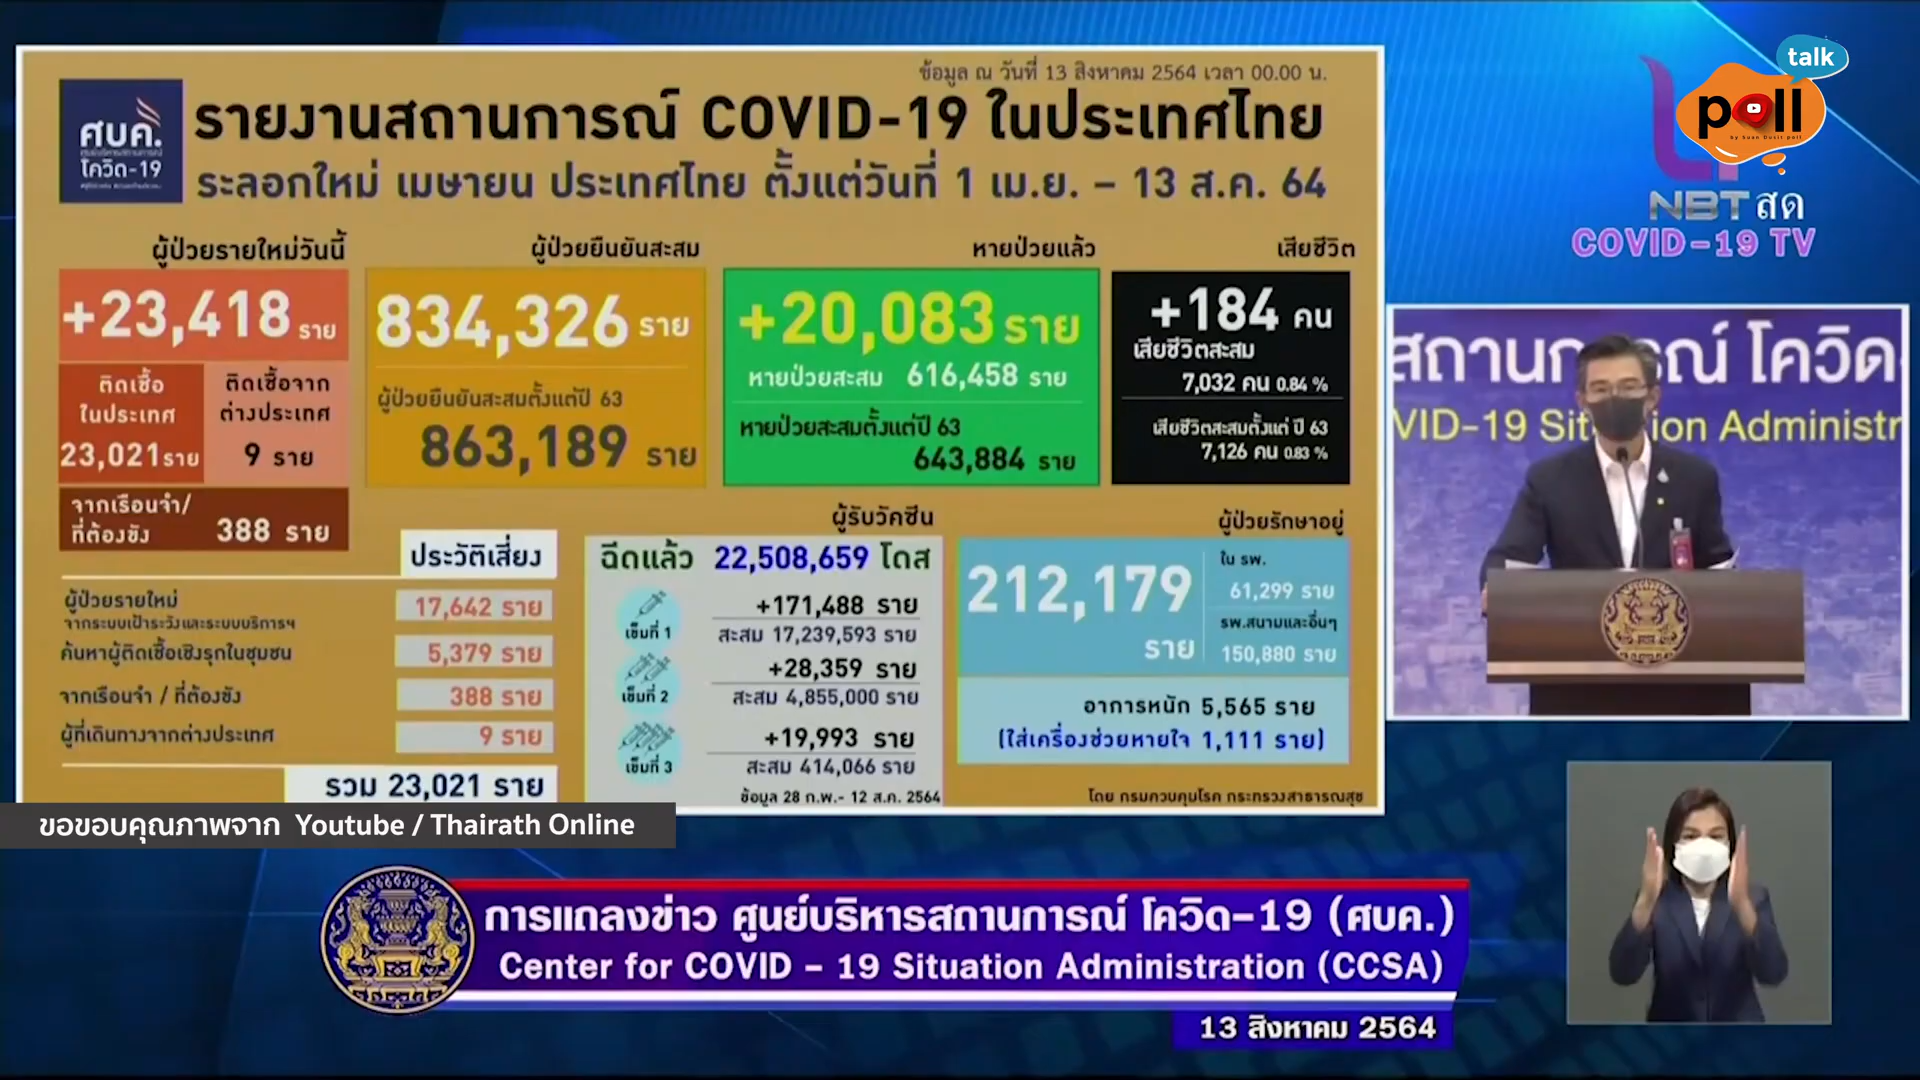 ข้อมูล ณ วันที่ 13 สิงหาคม 2564 เวลา 00.00 น.
ศบค.
โควิด-19
รายงานสถานการณ์ COVID-19 ในประเทศไทย
ระลอกใหม่ เมษายน ประเทศไทย ตั้งแต่วันที่ 1 เม.ย. – 13 ส.ค. 64
ผู้ป่วยรายใหม่วันนี้
+23,418 ราย
ติดเชื้อ
ในประเทศ
23,021 ราย
ติดเชื้อจาก
ต่างประเทศ
9 ราย
จากเรือนจำ/
ที่ต้องขัง
388 ราย
ผู้ป่วยยืนยันสะสม
834,326 ราย
ผู้ป่วยยืนยันสะสมตั้งแต่ปี 63
863,189 ราย
หายป่วยแล้ว
+20,083 ราย
หายป่วยสะสม 616,458 ราย
หายป่วยสะสมตั้งแต่ปี 63
643,884 ราย
เสียชีวิต
+184 คน
เสียชีวิตสะสม
7,032 คน 0.84 %
เสียชีวิตสะสมตั้งแต่ ปี 63
7,126 คน 0.83 %
ประวัติเสี่ยง
ผู้ป่วยรายใหม่
จากระบบเฝ้าระวังและระบบบริการฯ
17,642 ราย
ค้นหาผู้ติดเชื้อเชิงรุกในชุมชน
5,379 ราย
จากเรือนจำ / ที่ต้องขัง
388 ราย
ผู้ที่เดินทางจากต่างประเทศ
9 ราย
รวม 23,021 ราย
ผู้รับวัคซีน
ฉีดแล้ว 22,508,659 โดส
เข็มที่ 1
+171,488 ราย
สะสม 17,239,593 ราย
เข็มที่ 2
+28,359 ราย
สะสม 4,855,000 ราย
เข็มที่ 3
+19,993 ราย
สะสม 414,066 ราย
ข้อมูล 28 ก.พ.- 12 ส.ค. 2564
ผู้ป่วยรักษาอยู่
212,179
ราย
ใน รพ.
61,299 ราย
รพ.สนามและอื่นๆ
150,880 ราย
อาการหนัก 5,565 ราย
(ใส่เครื่องช่วยหายใจ 1,111 ราย)
โดย กรมควบคุมโรค กระทรวงสาธารณสุข
talk
poll
by Suan Dusit poll
NBT สด
COVID-19 TV
สถานการณ์ โควิด-
VID-19 Situation Administr
ขอขอบคุณภาพจาก Youtube / Thairath Online
การแถลงข่าว ศูนย์บริหารสถานการณ์ โควิด-19 (ศบค.)
Center for COVID – 19 Situation Administration (CCSA)
13 สิงหาคม 2564